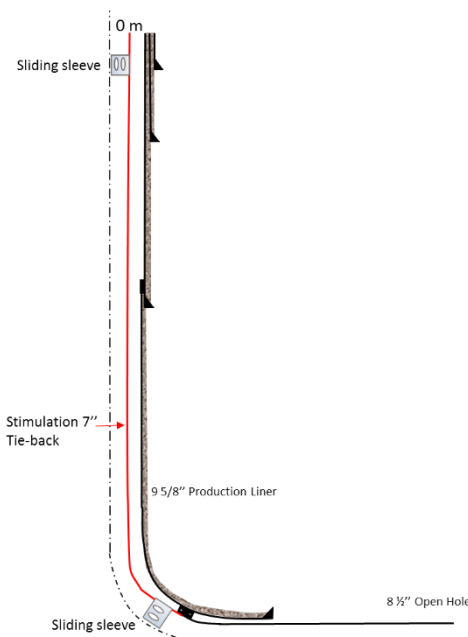 0 m
Sliding sleeve
Stimulation 7’’
Tie-back
9 5/8’’ Production Liner
8 ½’’ Open Hole
Sliding sleeve